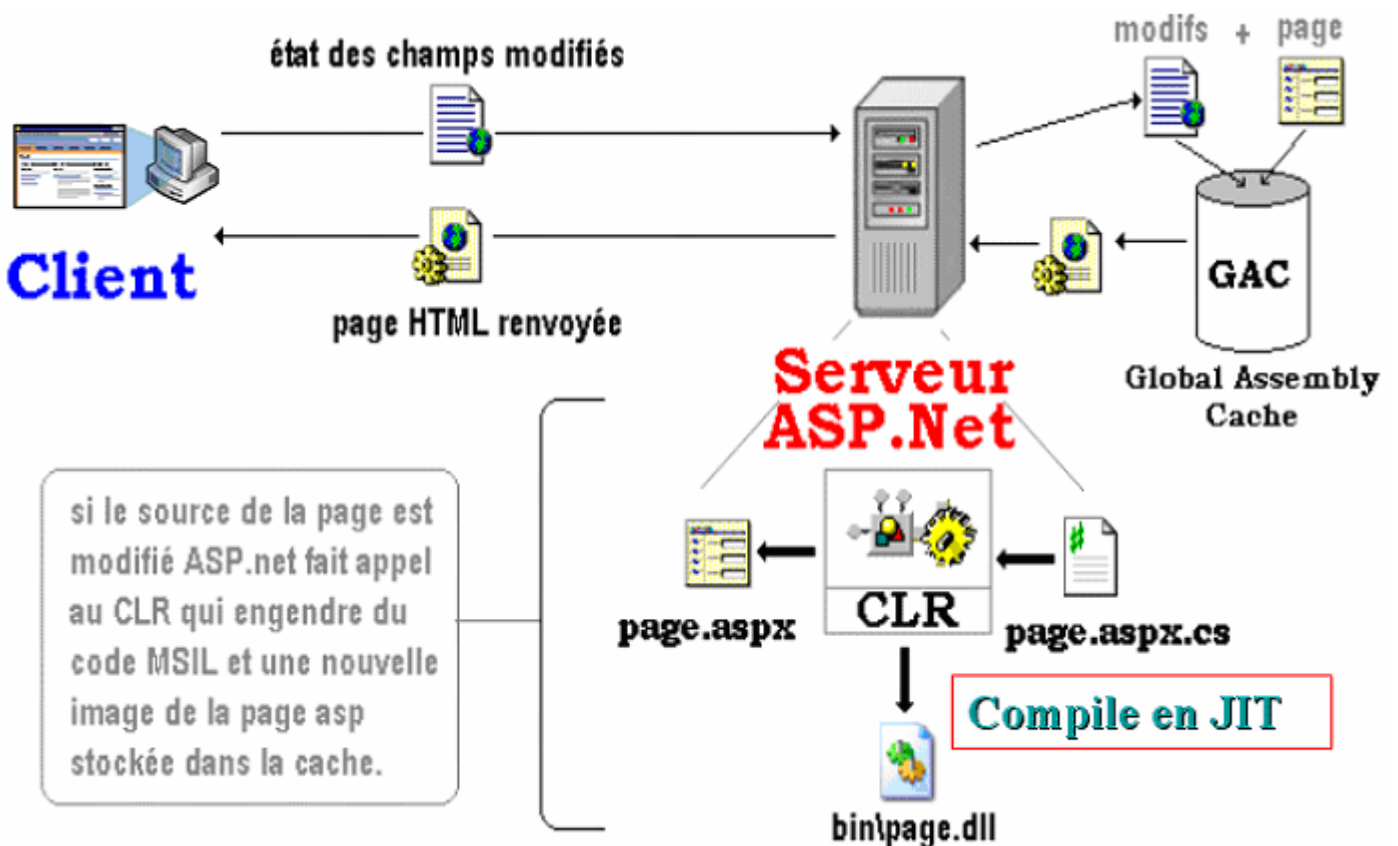 état des champs modifiés
modifs + page
Client
page HTML renvoyée
GAC
Global Assembly
Cache
Serveur
ASP.Net
si le source de la page est
modifié ASP.net fait appel
au CLR qui engendre du
code MSIL et une nouvelle
image de la page asp
stockée dans la cache.
page.aspx
CLR
page.aspx.cs
Compile en JIT
bin\page.dll